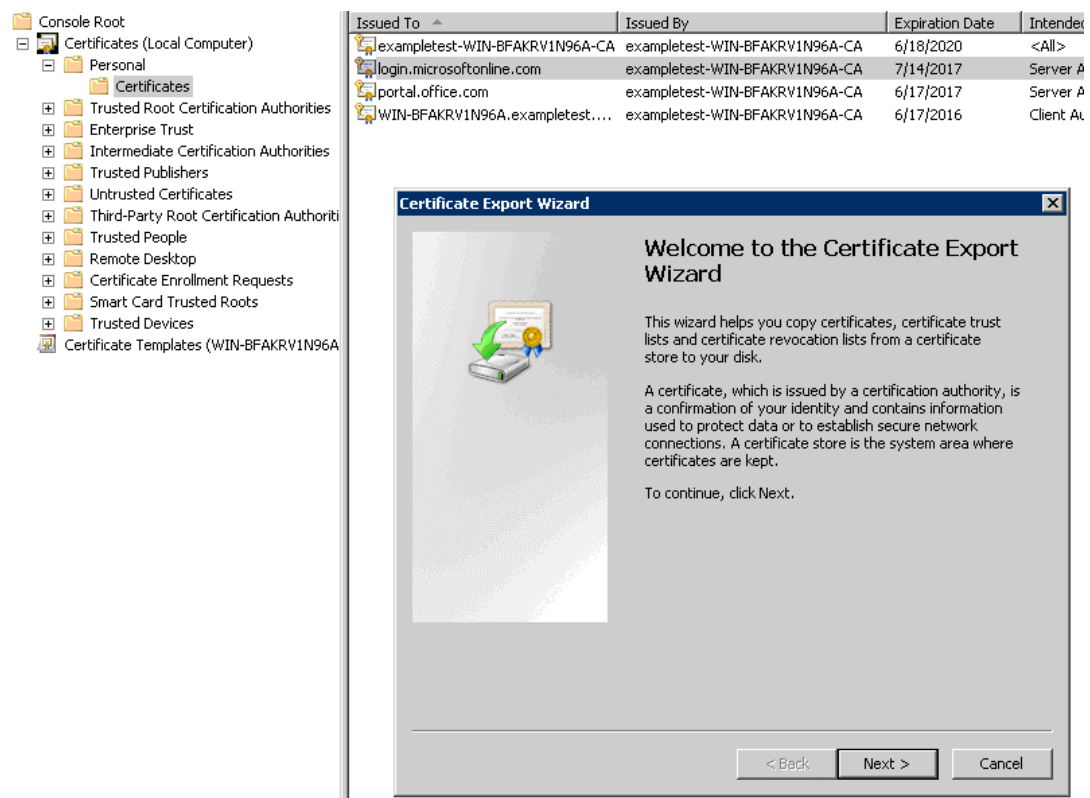 Console Root
Certificates (Local Computer)
Personal
Certificates
Trusted Root Certification Authorities
Enterprise Trust
Intermediate Certification Authorities
Trusted Publishers
Untrusted Certificates
Third-Party Root Certification Authoriti
Trusted People
Remote Desktop
Certificate Enrollment Requests
Smart Card Trusted Roots
Trusted Devices
Certificate Templates (WIN-BFAKRV1N96A
Issued To Issued By Expiration Date Intended
exampletest-WIN-BFAKRV1N96A-CA exampletest-WIN-BFAKRV1N96A-CA 6/18/2020 <All>
login.microsoftonline.com exampletest-WIN-BFAKRV1N96A-CA 7/14/2017 Server A
portal.office.com exampletest-WIN-BFAKRV1N96A-CA 6/17/2017 Server A
WIN-BFAKRV1N96A.exampletest.... exampletest-WIN-BFAKRV1N96A-CA 6/17/2016 Client Au
Certificate Export Wizard
Welcome to the Certificate Export
Wizard
This wizard helps you copy certificates, certificate trust
lists and certificate revocation lists from a certificate
store to your disk.
A certificate, which is issued by a certification authority, is
a confirmation of your identity and contains information
used to protect data or to establish secure network
connections. A certificate store is the system area where
certificates are kept.
To continue, click Next.
< Back Next > Cancel